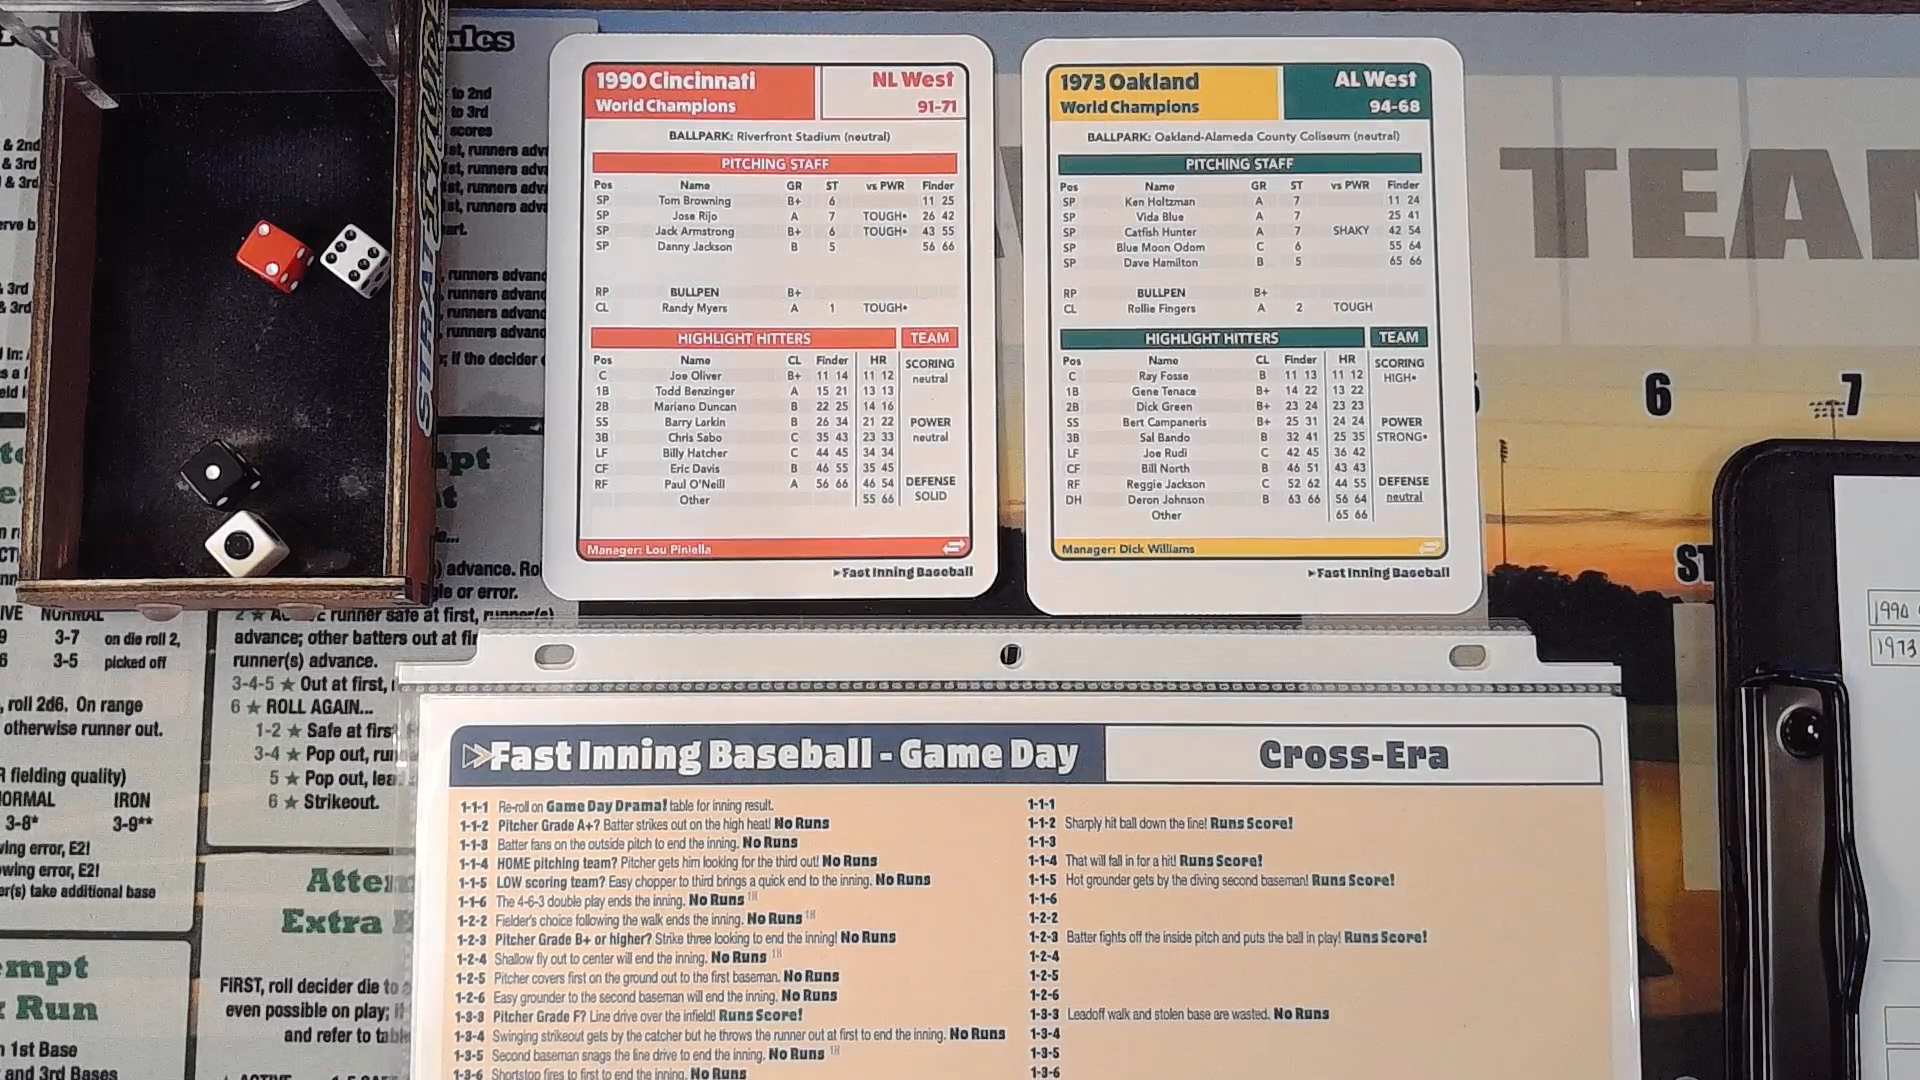 1990 Cincinnati NL West
World Champions 91-71
BALLPARK: Riverfront Stadium (neutral)
PITCHING STAFF
Pos Name GR ST vs PWR Finder
SP Tom Browning B+ 6 11 25
SP Jose Rijo A 7 TOUGH• 26 42
SP Jack Armstrong B+ 6 TOUGH• 43 55
SP Danny Jackson B 5 56 66
RP BULLPEN B+
CL Randy Myers A 1 TOUGH•
HIGHLIGHT HITTERS TEAM
Pos Name CL Finder HR SCORING
C Joe Oliver B+ 11 14 11 12 neutral
1B Todd Benzinger A 15 21 13 13
2B Mariano Duncan B 22 25 14 16
SS Barry Larkin B 26 34 21 22 POWER
3B Chris Sabo C 35 43 23 33 neutral
LF Billy Hatcher C 44 45 34 34
CF Eric Davis B 46 55 35 45
RF Paul O'Neill A 56 66 46 54 DEFENSE
Other 55 66 SOLID
Manager: Lou Piniella
Fast Inning Baseball
1973 Oakland AL West
World Champions 94-68
BALLPARK: Oakland-Alameda County Coliseum (neutral)
PITCHING STAFF
Pos Name GR ST vs PWR Finder
SP Ken Holtzman A 7 11 24
SP Vida Blue A 7 25 41
SP Catfish Hunter A 7 SHAKY 42 54
SP Blue Moon Odom C 6 55 64
SP Dave Hamilton B 5 65 66
RP BULLPEN B+
CL Rollie Fingers A 2 TOUGH
HIGHLIGHT HITTERS TEAM
Pos Name CL Finder HR SCORING
C Ray Fosse B 11 13 11 12 HIGH•
1B Gene Tenace B+ 14 22 13 22
2B Dick Green B+ 23 24 23 23
SS Bert Campaneris B+ 25 31 24 24 POWER
3B Sal Bando B 32 41 25 35 STRONG•
LF Joe Rudi C 42 45 36 42
CF Bill North B 46 51 43 43
RF Reggie Jackson C 52 62 44 55 DEFENSE
DH Deron Johnson B 63 66 56 64 neutral
Other 65 66
Manager: Dick Williams
Fast Inning Baseball
TEAM
6 7
1990
1973
to 2nd
to 3rd
scores
runners advance. Ro
if the decider
on die roll 2,
3-7
3-5 picked off
roll 2d6. On range
otherwise runner out.
fielding quality)
IRON
3-8* 3-9**
wing error, E2!
owing error, E2!
take additional base
runner safe at first, runner(s)
advance; other batters out at
runner(s) advance.
3-4-5 ★ Out at first,
6 ★ ROLL AGAIN...
1-2 ★ Safe at first
3-4 ★ Pop out,
5 ★ Pop out,
6 ★ Strikeout.
Extra
FIRST, roll decider die to
even possible on play;
and refer to
Run
1st Base
and 3rd Bases
Fast Inning Baseball - Game Day Cross-Era
1-1-1 Re-roll on Game Day Drama! table for inning result.
1-1-2 Pitcher Grade A+? Batter strikes out on the high heat! No Runs
1-1-3 Batter fans on the outside pitch to end the inning. No Runs
1-1-4 HOME pitching team? Pitcher gets him looking for the third out! No Runs
1-1-5 LOW scoring team? Easy chopper to third brings a quick end to the inning. No Runs
1-1-6 The 4-6-3 double play ends the inning. No Runs 1H
1-2-2 Fielder's choice following the walk ends the inning. No Runs 1H
1-2-3 Pitcher Grade B+ or higher? Strike three looking to end the inning! No Runs
1-2-4 Shallow fly out to center will end the inning. No Runs 1H
1-2-5 Pitcher covers first on the ground out to the first baseman. No Runs
1-2-6 Easy grounder to the second baseman will end the inning. No Runs
1-3-3 Pitcher Grade F? Line drive over the infield! Runs Score!
1-3-4 Swinging strikeout gets by the catcher but he throws the runner out at first to end the inning. No Runs
1-3-5 Second baseman snags the line drive to end the inning. No Runs 1H
1-3-6 Shortstop fires to first to end the inning. No Runs
1-1-1
1-1-2 Sharply hit ball down the line! Runs Score!
1-1-3
1-1-4 That will fall in for a hit! Runs Score!
1-1-5 Hot grounder gets by the diving second baseman! Runs Score!
1-1-6
1-2-2
1-2-3 Batter fights off the inside pitch and puts the ball in play! Runs Score!
1-2-4
1-2-5
1-2-6
1-3-3 Leadoff walk and stolen base are wasted. No Runs
1-3-4
1-3-5
1-3-6